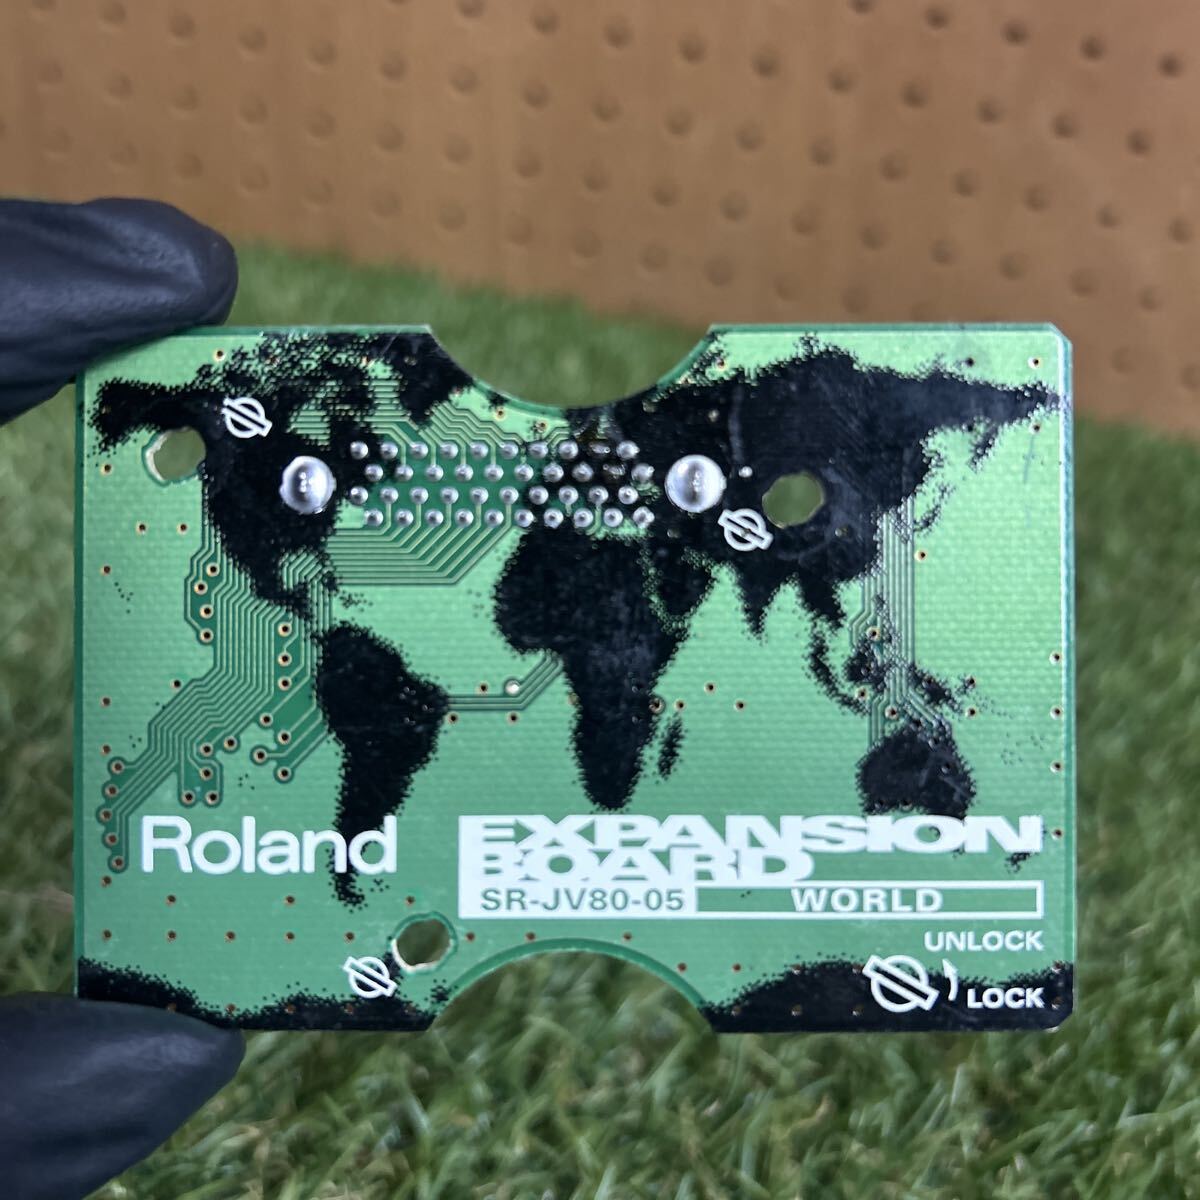 Roland
EXPANSION
BOARD
SR-JV80-05 WORLD
UNLOCK
LOCK